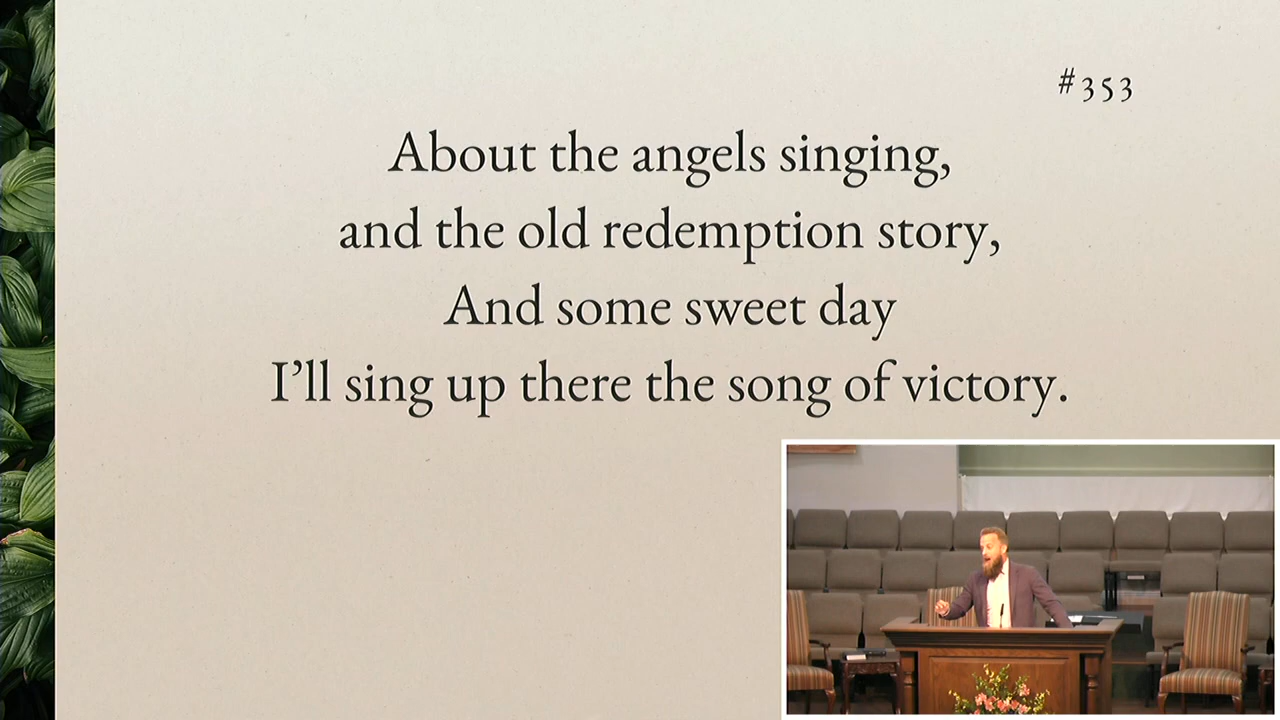 #353
About the angels singing,
and the old redemption story,
And some sweet day
I’ll sing up there the song of victory.